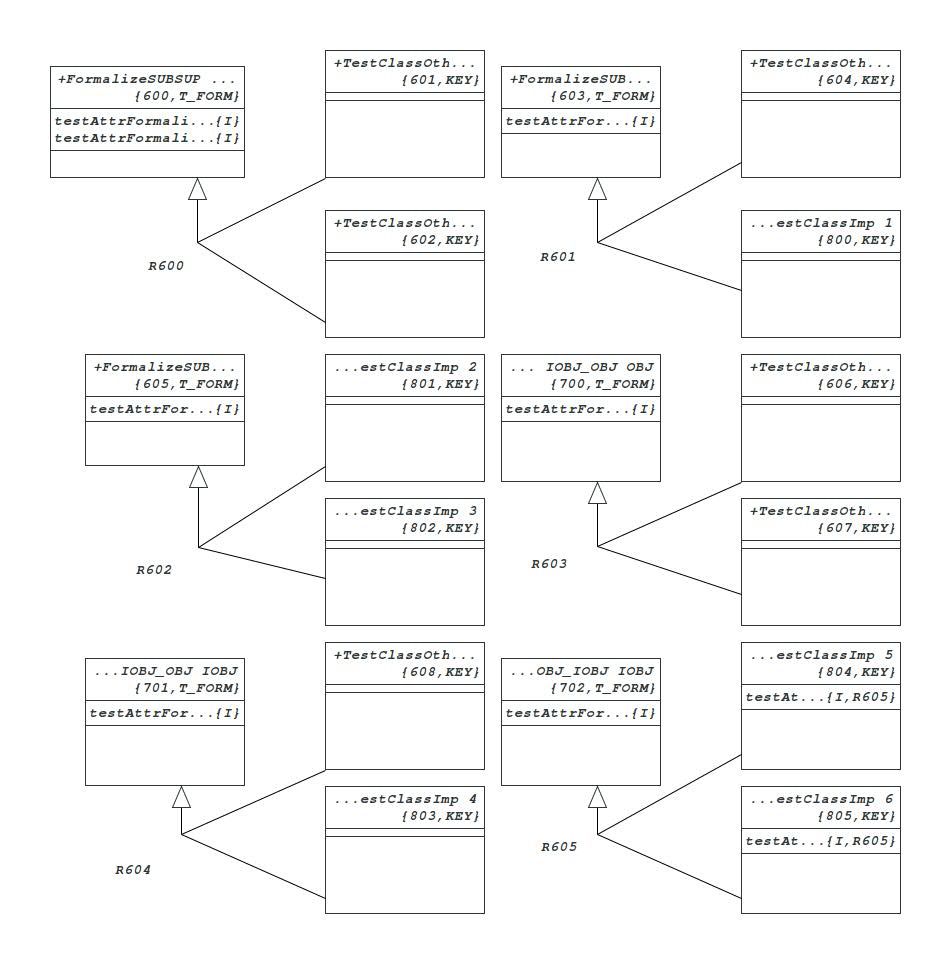 +FormalizeSUBSUP ...
{600,T_FORM}
testAttrFormali...{I}
testAttrFormali...{I}
+TestClassOth...
{601,KEY}
+TestClassOth...
{602,KEY}
R600
+FormalizeSUB...
{603,T_FORM}
testAttrFor...{I}
+TestClassOth...
{604,KEY}
...estClassImp 1
{800,KEY}
R601
+FormalizeSUB...
{605,T_FORM}
testAttrFor...{I}
...estClassImp 2
{801,KEY}
...estClassImp 3
{802,KEY}
R602
... IOBJ_OBJ OBJ
{700,T_FORM}
testAttrFor...{I}
+TestClassOth...
{606,KEY}
+TestClassOth...
{607,KEY}
R603
...IOBJ_OBJ IOBJ
{701,T_FORM}
testAttrFor...{I}
+TestClassOth...
{608,KEY}
...estClassImp 4
{803,KEY}
R604
...OBJ_IOBJ IOBJ
{702,T_FORM}
testAttrFor...{I}
...estClassImp 5
{804,KEY}
testAt...{I,R605}
...estClassImp 6
{805,KEY}
testAt...{I,R605}
R605